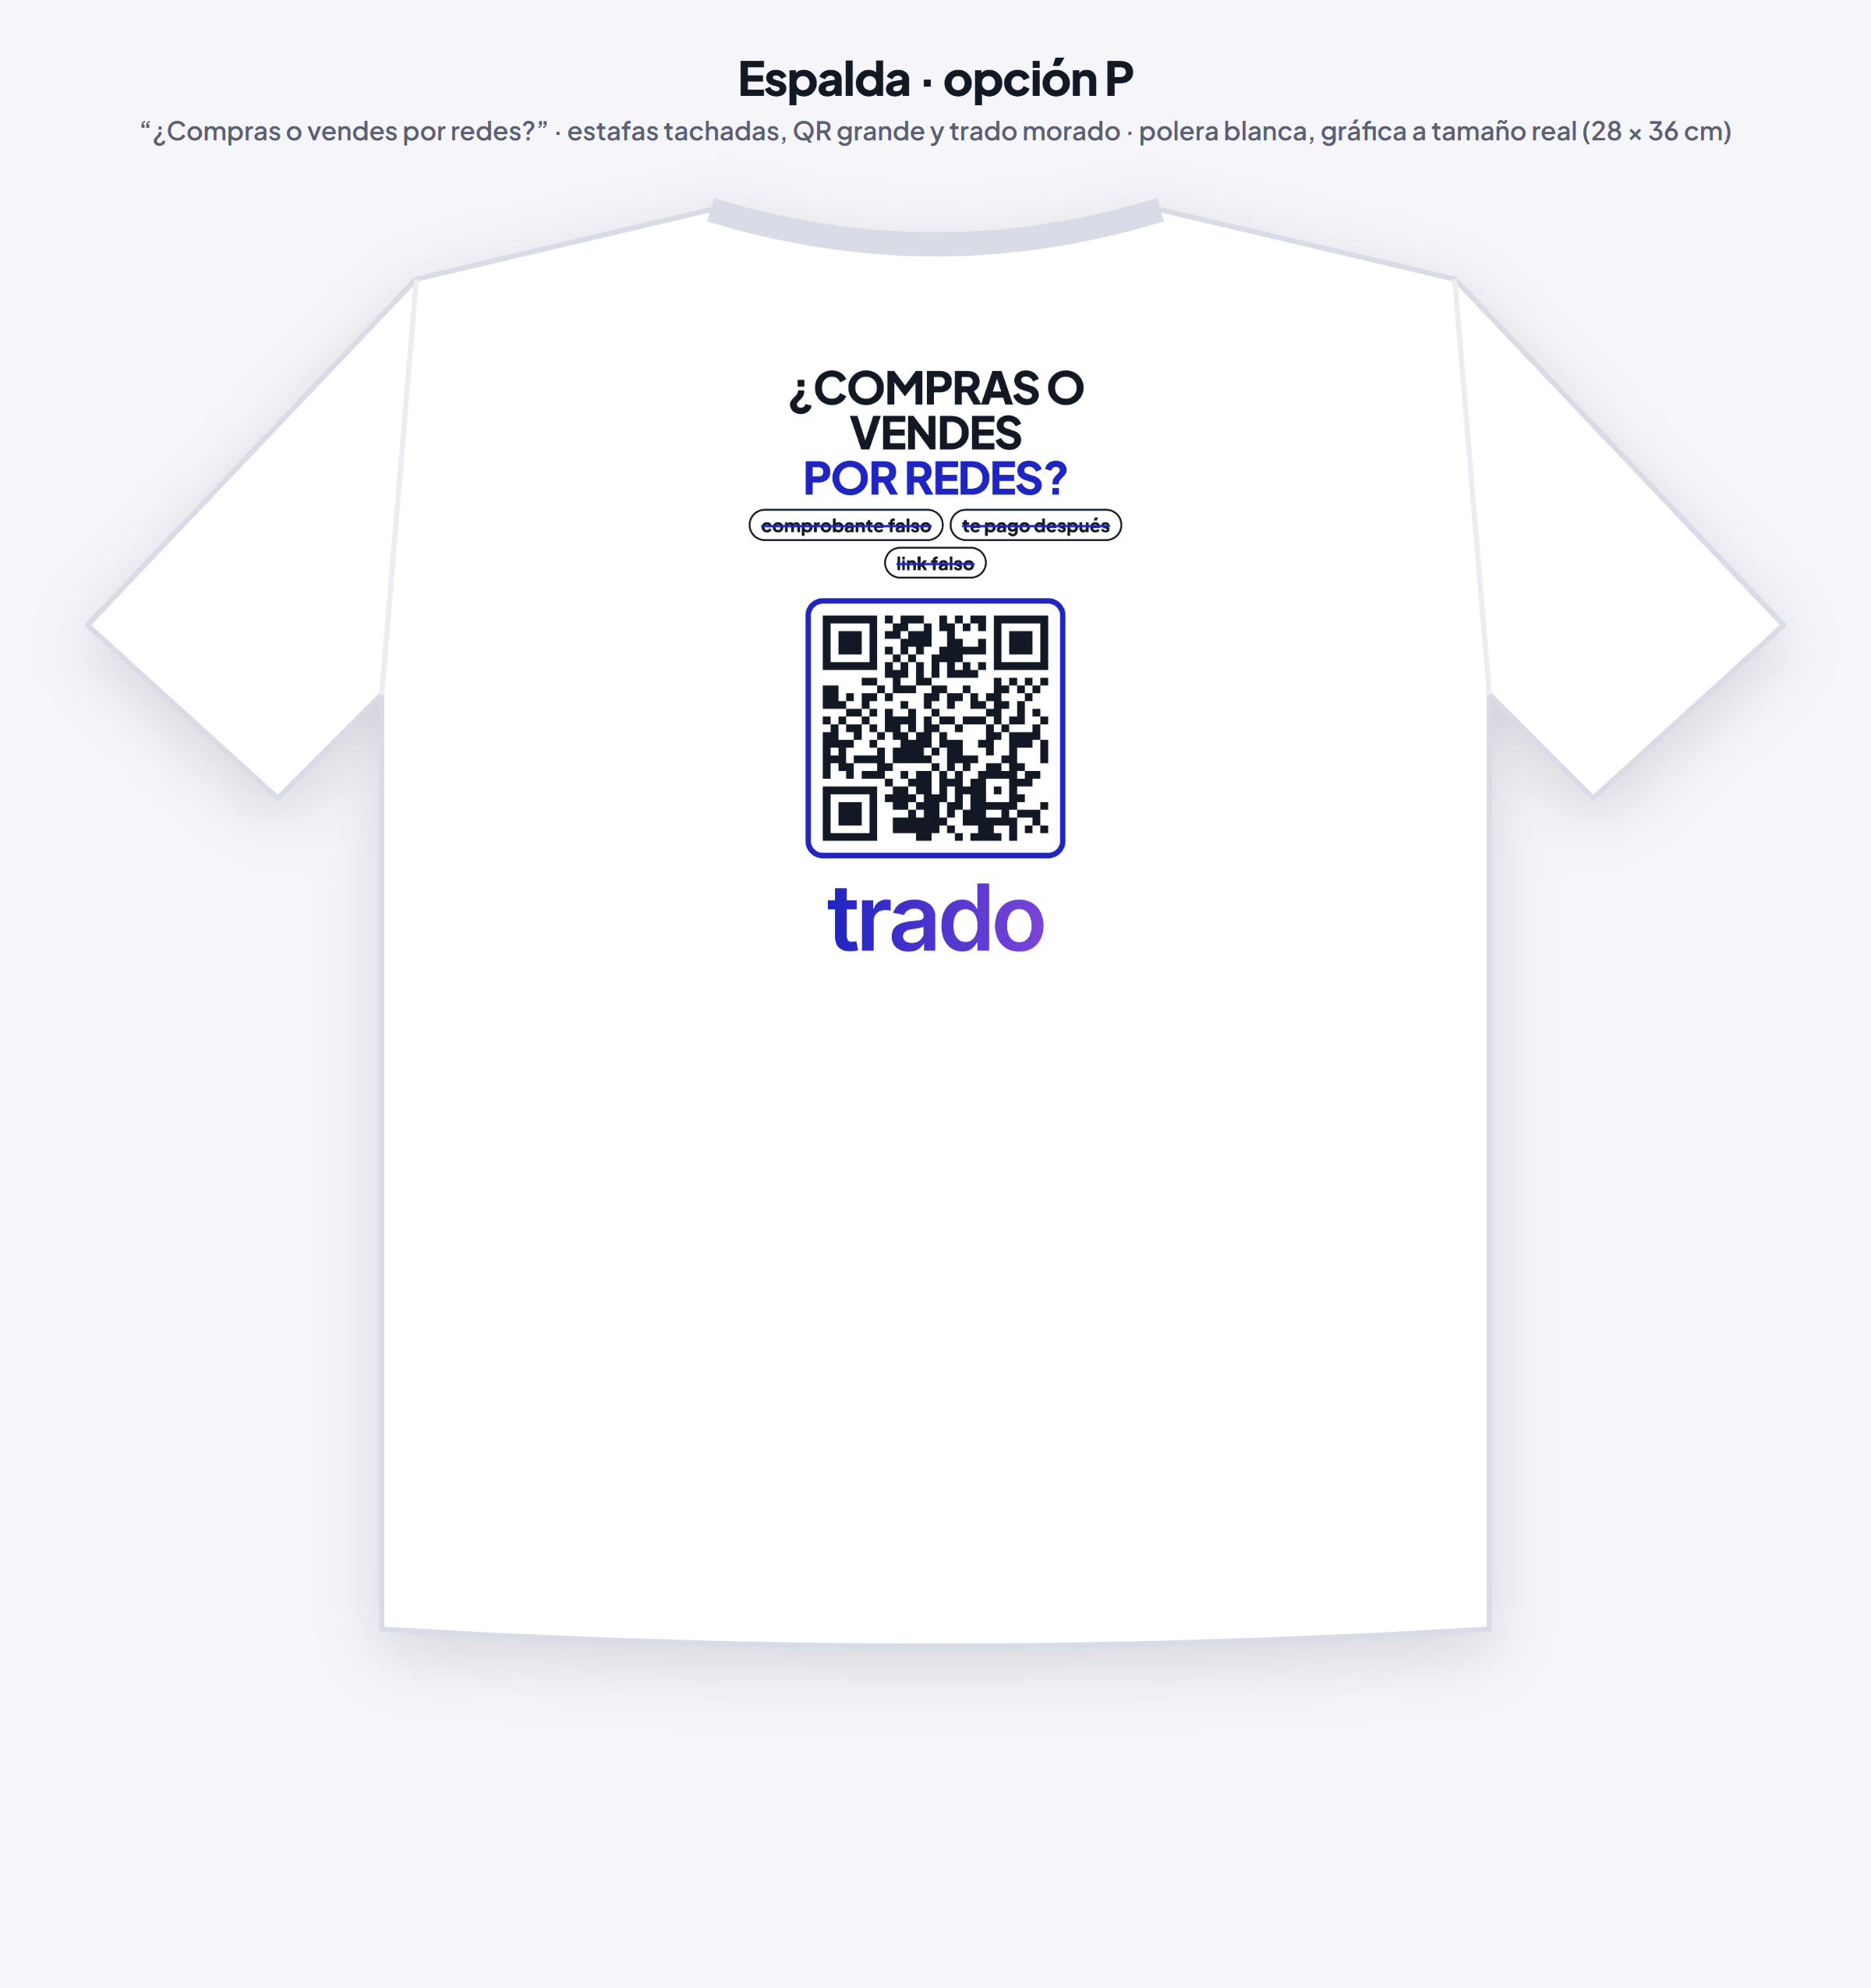 Espalda · opción P
“¿Compras o vendes por redes?” · estafas tachadas, QR grande y trado morado · polera blanca, gráfica a tamaño real (28 × 36 cm)
¿COMPRAS O
VENDES
POR REDES?
comprobante falso te pago después
link falso
trado